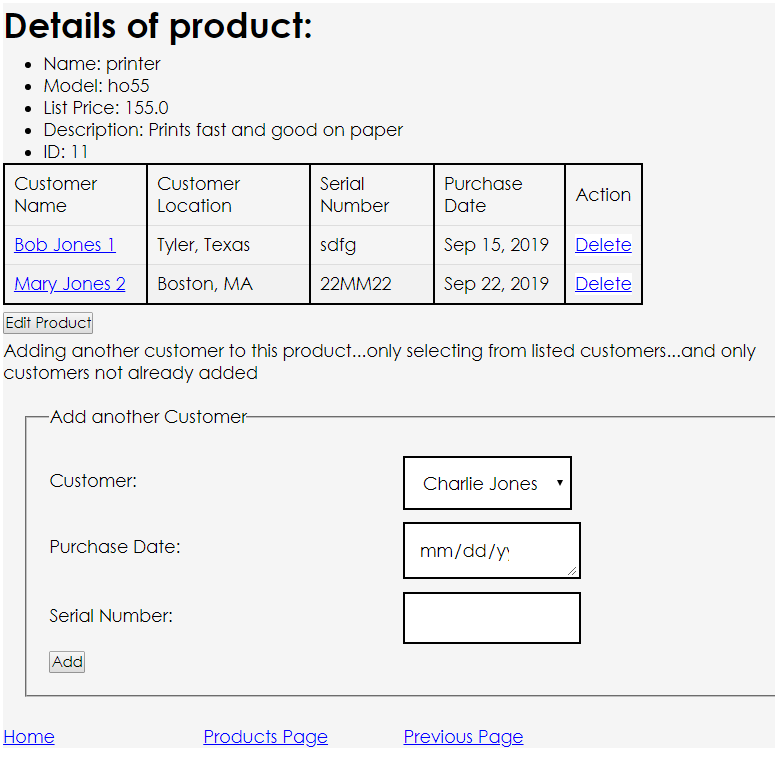 Details of product:
Name: printer
Model: ho55
List Price: 155.0
Description: Prints fast and good on paper
ID: 11
Customer Name Customer Location Serial Number Purchase Date Action
Bob Jones 1 Tyler, Texas sdfg Sep 15, 2019 Delete
Mary Jones 2 Boston, MA 22MM22 Sep 22, 2019 Delete
Edit Product
Adding another customer to this product...only selecting from listed customers...and only
customers not already added
Add another Customer
Customer: Charlie Jones
Purchase Date: mm/dd/yy
Serial Number:
Add
Home Products Page Previous Page